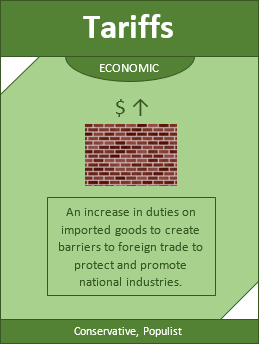 Tariffs
ECONOMIC
$ ↑
An increase in duties on
imported goods to create
barriers to foreign trade to
protect and promote
national industries.
Conservative, Populist